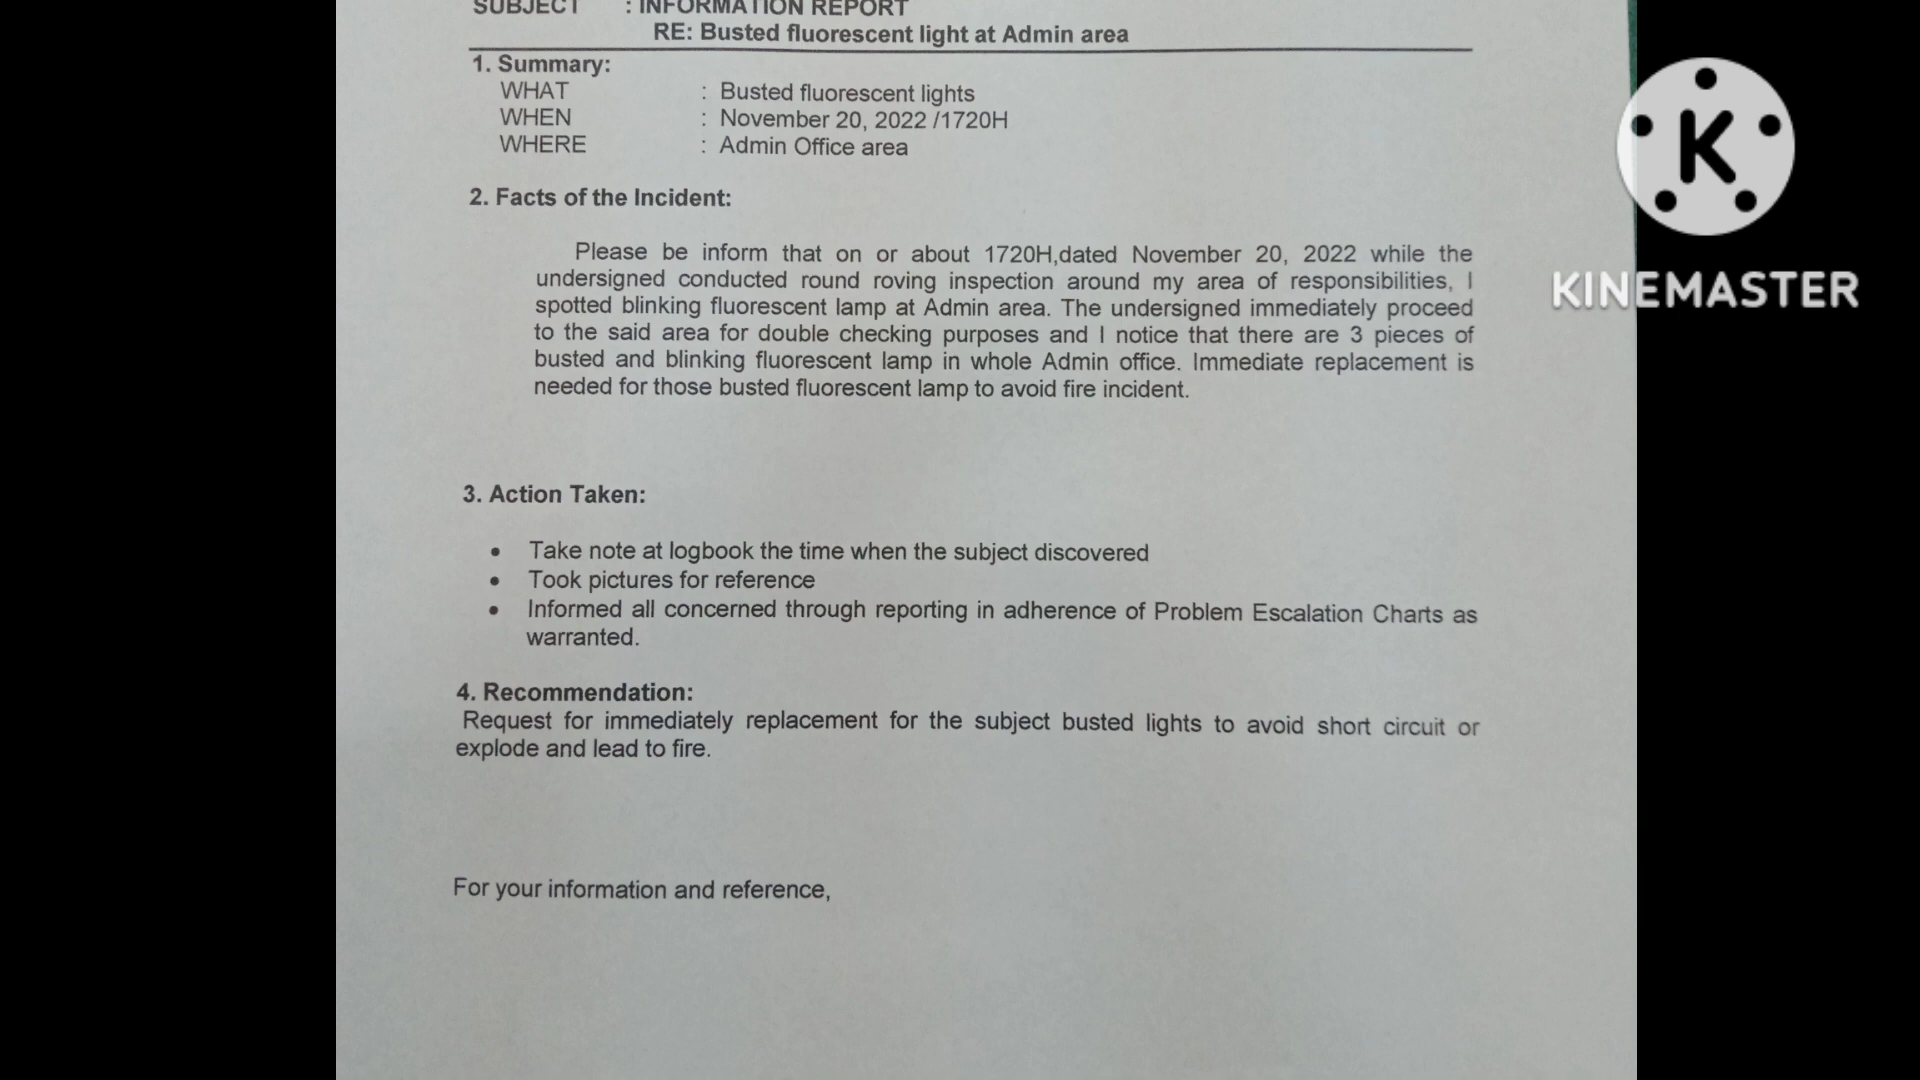 SUBJECT : INFORMATION REPORT
RE: Busted fluorescent light at Admin area
1. Summary:
WHAT : Busted fluorescent lights
WHEN : November 20, 2022 /1720H
WHERE : Admin Office area
2. Facts of the Incident:
Please be inform that on or about 1720H,dated November 20, 2022 while the
undersigned conducted round roving inspection around my area of responsibilities, I
spotted blinking fluorescent lamp at Admin area. The undersigned immediately proceed
to the said area for double checking purposes and I notice that there are 3 pieces of
busted and blinking fluorescent lamp in whole Admin office. Immediate replacement is
needed for those busted fluorescent lamp to avoid fire incident.
3. Action Taken:
• Take note at logbook the time when the subject discovered
• Took pictures for reference
• Informed all concerned through reporting in adherence of Problem Escalation Charts as
warranted.
4. Recommendation:
Request for immediately replacement for the subject busted lights to avoid short circuit or
explode and lead to fire.
For your information and reference,
K
KINEMASTER